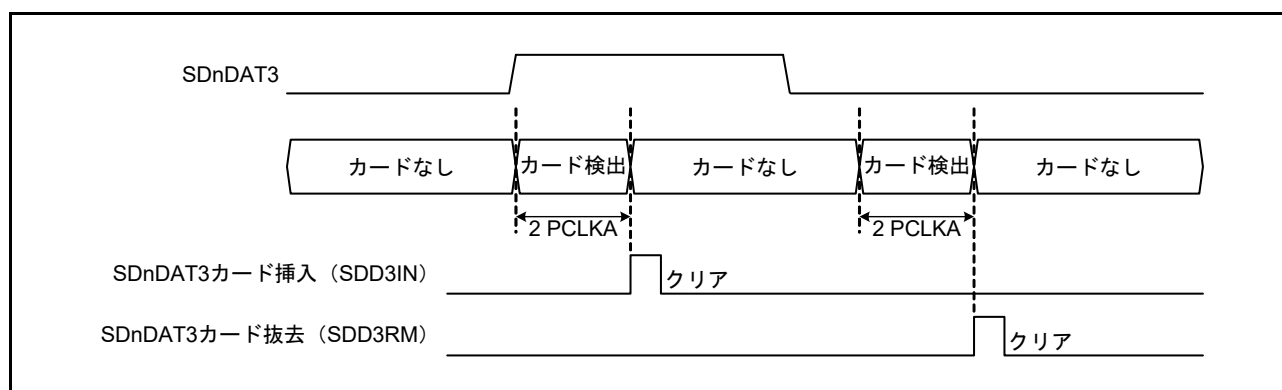 SDnDAT3
カードなし カード検出 カードなし カード検出 カードなし
2 PCLKA 2 PCLKA
SDnDAT3カード挿入（SDD3IN） クリア
SDnDAT3カード抜去（SDD3RM） クリア